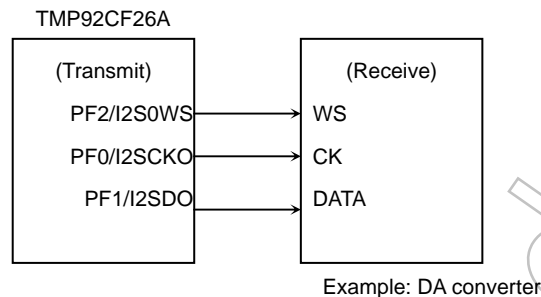 TMP92CF26A
(Transmit)
(Receive)
PF2/I2S0WS
WS
PF0/I2SCKO
CK
PF1/I2SDO
DATA
Example: DA converter